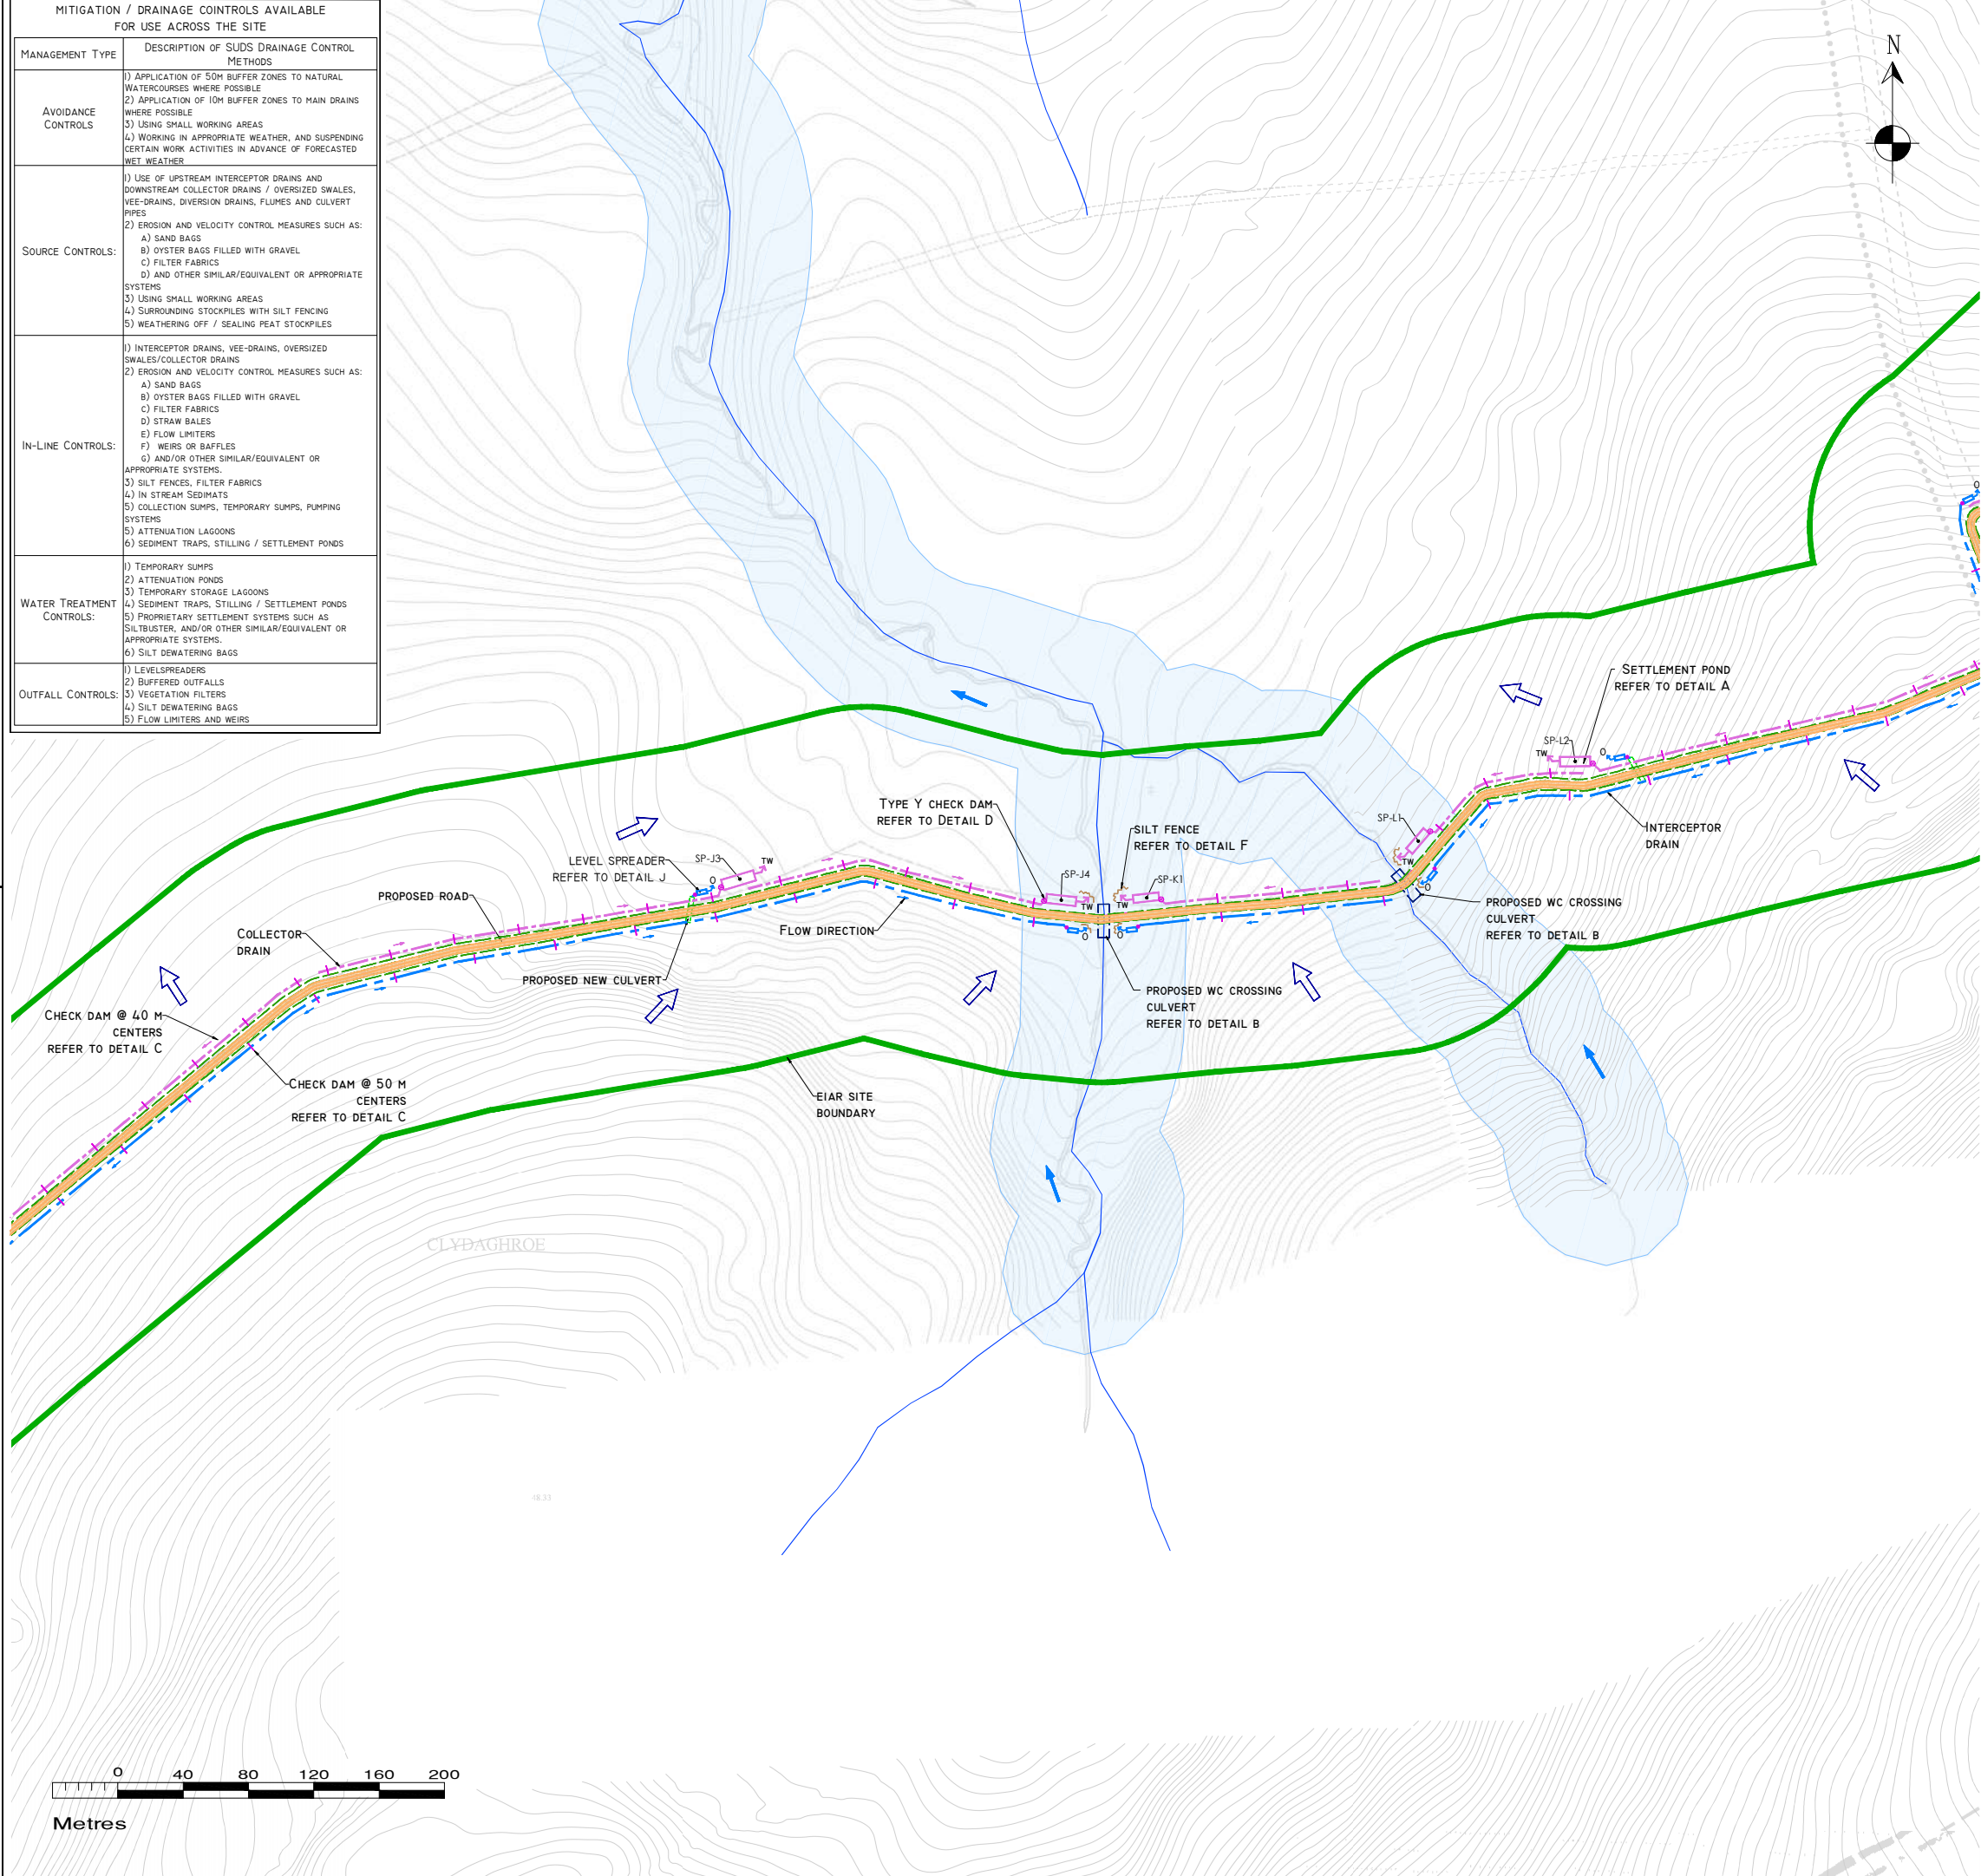 MITIGATION / DRAINAGE COINTROLS AVAILABLE
FOR USE ACROSS THE SITE
MANAGEMENT TYPE
DESCRIPTION OF SUDS DRAINAGE CONTROL
METHODS
AVOIDANCE
CONTROLS
1) APPLICATION OF 50M BUFFER ZONES TO NATURAL
WATERCOURSES WHERE POSSIBLE
2) APPLICATION OF 10M BUFFER ZONES TO MAIN DRAINS
WHERE POSSIBLE
3) USING SMALL WORKING AREAS
4) WORKING IN APPROPRIATE WEATHER, AND SUSPENDING
CERTAIN WORK ACTIVITIES IN ADVANCE OF FORECASTED
WET WEATHER
SOURCE CONTROLS:
1) USE OF UPSTREAM INTERCEPTOR DRAINS AND
DOWNSTREAM COLLECTOR DRAINS / OVERSIZED SWALES,
VEE-DRAINS, DIVERSION DRAINS, FLUMES AND CULVERT
PIPES
2) EROSION AND VELOCITY CONTROL MEASURES SUCH AS:
A) SAND BAGS
B) OYSTER BAGS FILLED WITH GRAVEL
C) FILTER FABRICS
D) AND OTHER SIMILAR/EQUIVALENT OR APPROPRIATE
SYSTEMS
3) USING SMALL WORKING AREAS
4) SURROUNDING STOCKPILES WITH SILT FENCING
5) WEATHERING OFF / SEALING PEAT STOCKPILES
IN-LINE CONTROLS:
1) INTERCEPTOR DRAINS, VEE-DRAINS, OVERSIZED
SWALES/COLLECTOR DRAINS
2) EROSION AND VELOCITY CONTROL MEASURES SUCH AS:
A) SAND BAGS
B) OYSTER BAGS FILLED WITH GRAVEL
C) FILTER FABRICS
D) STRAW BALES
E) FLOW LIMITERS
F) WEIRS OR BAFFLES
G) AND/OR OTHER SIMILAR/EQUIVALENT OR
APPROPRIATE SYSTEMS.
3) SILT FENCES, FILTER FABRICS
4) IN STREAM SEDIMATS
5) COLLECTION SUMPS, TEMPORARY SUMPS, PUMPING
SYSTEMS
5) ATTENUATION LAGOONS
6) SEDIMENT TRAPS, STILLING / SETTLEMENT PONDS
WATER TREATMENT
CONTROLS:
1) TEMPORARY SUMPS
2) ATTENUATION PONDS
3) TEMPORARY STORAGE LAGOONS
4) SEDIMENT TRAPS, STILLING / SETTLEMENT PONDS
5) PROPRIETARY SETTLEMENT SYSTEMS SUCH AS
SILTBUSTER, AND/OR OTHER SIMILAR/EQUIVALENT OR
APPROPRIATE SYSTEMS.
6) SILT DEWATERING BAGS
OUTFALL CONTROLS:
1) LEVELSPREADERS
2) BUFFERED OUTFALLS
3) VEGETATION FILTERS
4) SILT DEWATERING BAGS
5) FLOW LIMITERS AND WEIRS
N
O
SETTLEMENT POND
REFER TO DETAIL A
SP-L2
TW
O
INTERCEPTOR
DRAIN
SP-L1
TW
O
PROPOSED WC CROSSING
CULVERT
REFER TO DETAIL B
TYPE Y CHECK DAM
REFER TO DETAIL D
SILT FENCE
REFER TO DETAIL F
SP-J4
TW
SP-K1
TW
O
O
PROPOSED WC CROSSING
CULVERT
REFER TO DETAIL B
LEVEL SPREADER
REFER TO DETAIL J
SP-J3
TW
O
PROPOSED ROAD
FLOW DIRECTION
COLLECTOR
DRAIN
PROPOSED NEW CULVERT
CHECK DAM @ 40 M
CENTERS
REFER TO DETAIL C
CHECK DAM @ 50 M
CENTERS
REFER TO DETAIL C
EIAR SITE
BOUNDARY
CLYDAGHROE
0 40 80 120 160 200
Metres